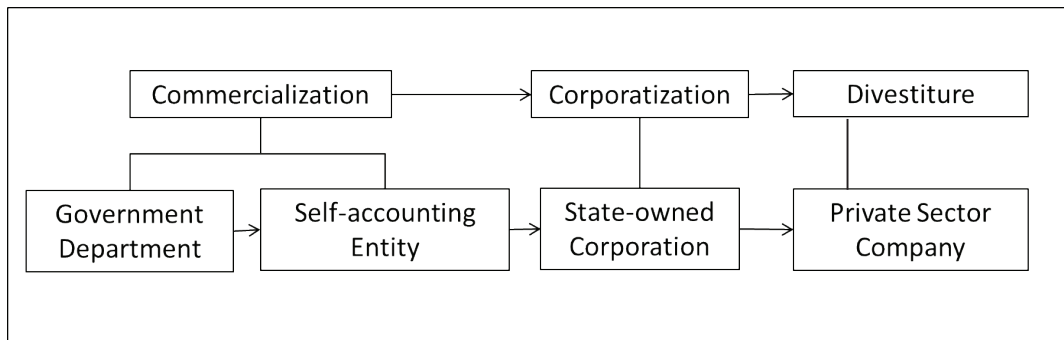 Commercialization
Corporatization
Divestiture
Government
Department
Self-accounting
Entity
State-owned
Corporation
Private Sector
Company